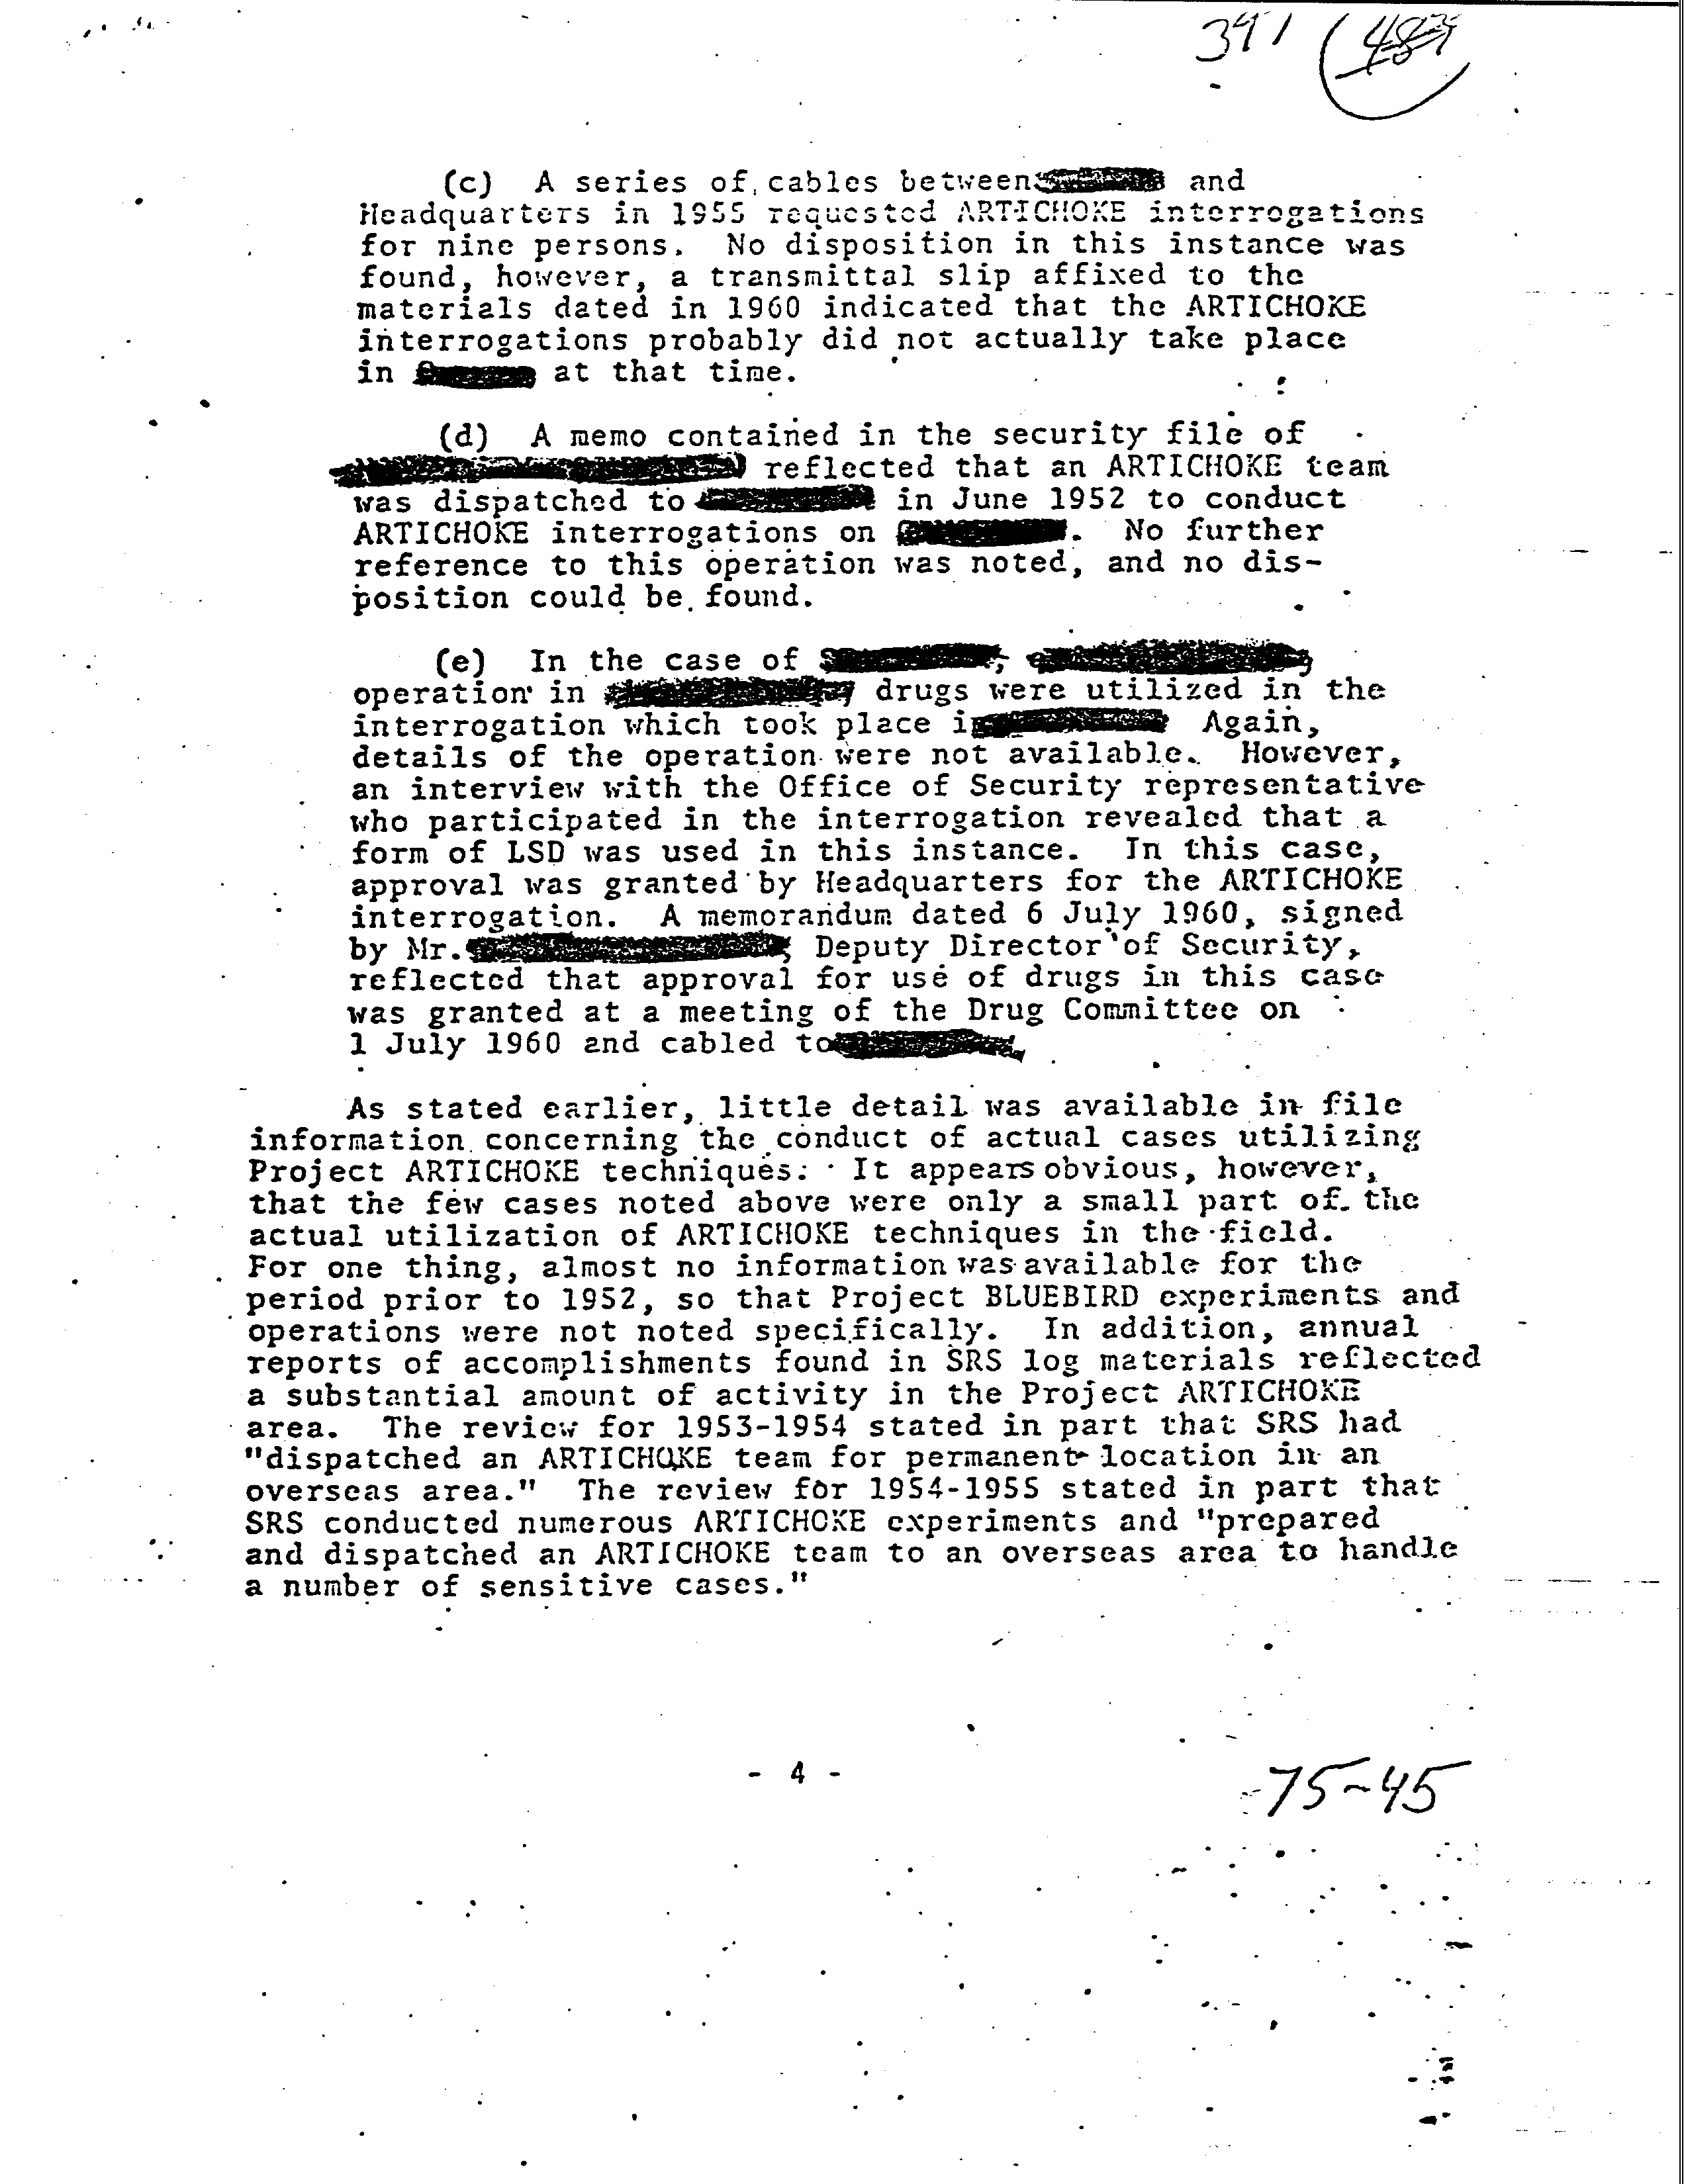 391 489
(c) A series of cables between and
Headquarters in 1955 requested ARTICHOKE interrogations
for nine persons. No disposition in this instance was
found, however, a transmittal slip affixed to the
materials dated in 1960 indicated that the ARTICHOKE
interrogations probably did not actually take place
in at that time.
(d) A memo contained in the security file of
reflected that an ARTICHOKE team
was dispatched to in June 1952 to conduct
ARTICHOKE interrogations on . No further
reference to this operation was noted, and no dis-
position could be found.
(e) In the case of , ,
operation in , drugs were utilized in the
interrogation which took place i Again,
details of the operation were not available. However,
an interview with the Office of Security representative
who participated in the interrogation revealed that a
form of LSD was used in this instance. In this case,
approval was granted by Headquarters for the ARTICHOKE
interrogation. A memorandum dated 6 July 1960, signed
by Mr. , Deputy Director of Security,
reflected that approval for use of drugs in this case
was granted at a meeting of the Drug Committee on
1 July 1960 and cabled to
As stated earlier, little detail was available in file
information concerning the conduct of actual cases utilizing
Project ARTICHOKE techniques. It appears obvious, however,
that the few cases noted above were only a small part of the
actual utilization of ARTICHOKE techniques in the field.
For one thing, almost no information was available for the
period prior to 1952, so that Project BLUEBIRD experiments and
operations were not noted specifically. In addition, annual
reports of accomplishments found in SRS log materials reflected
a substantial amount of activity in the Project ARTICHOKE
area. The review for 1953-1954 stated in part that SRS had
"dispatched an ARTICHOKE team for permanent location in an
overseas area." The review for 1954-1955 stated in part that
SRS conducted numerous ARTICHOKE experiments and "prepared
and dispatched an ARTICHOKE team to an overseas area to handle
a number of sensitive cases."
- 4 -
75-45